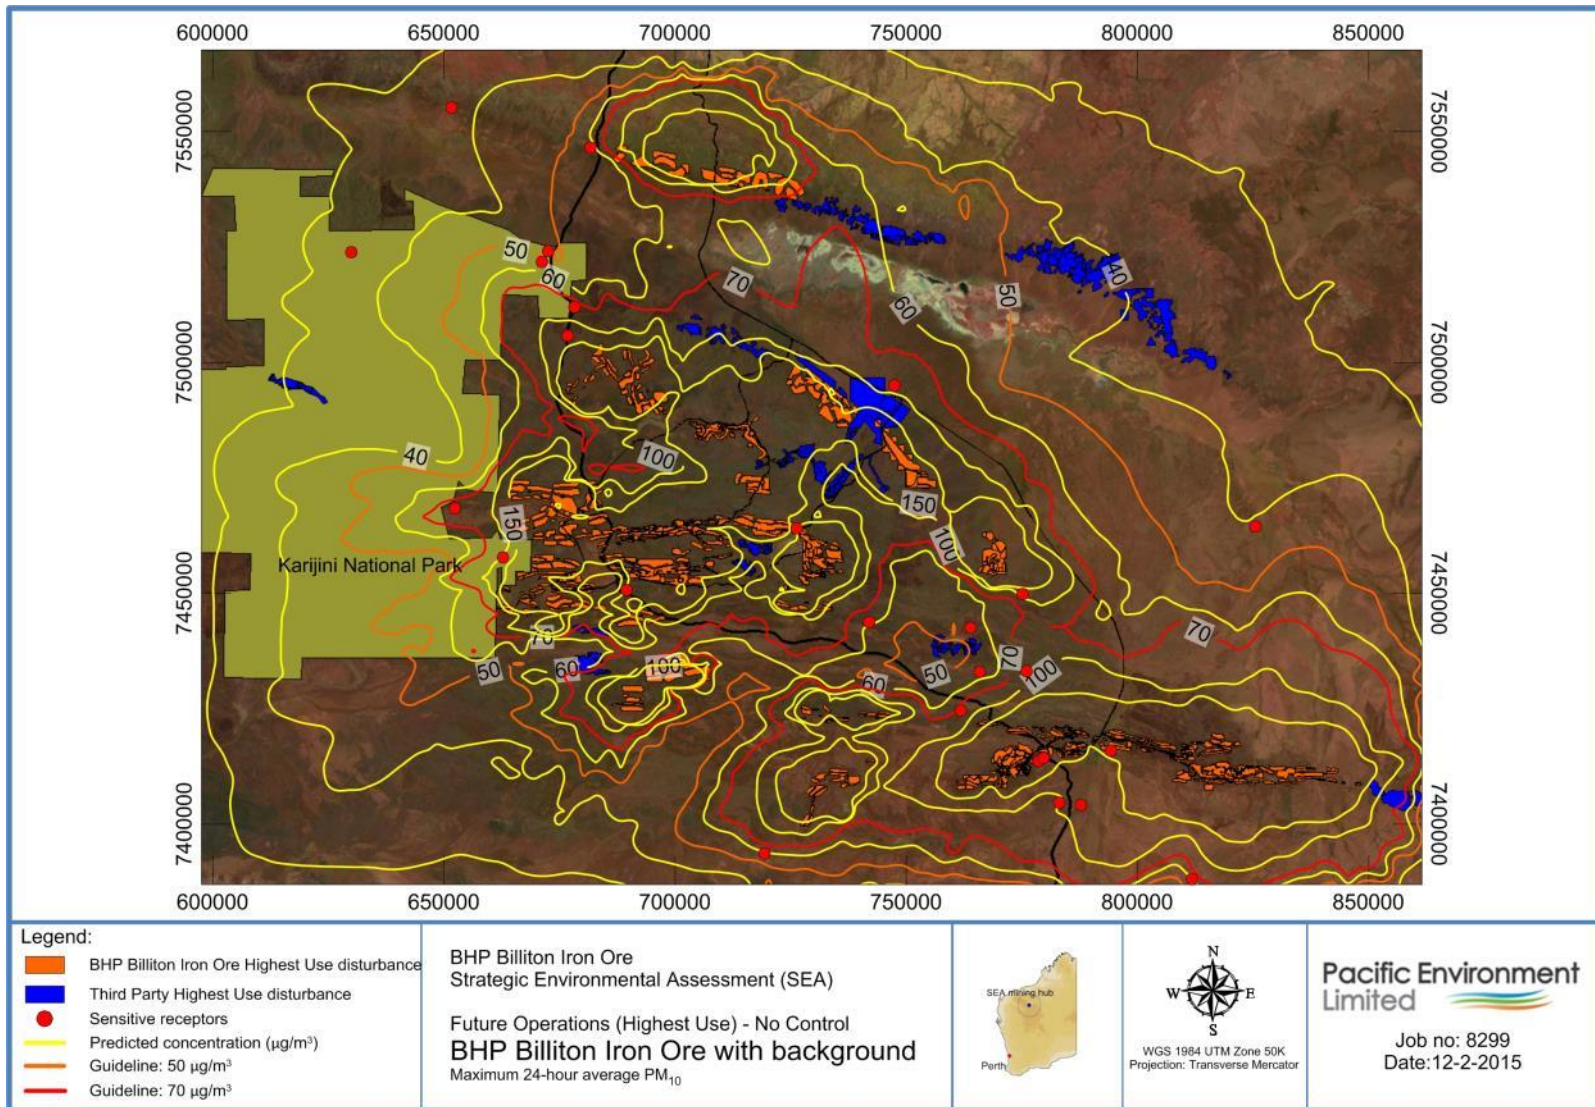 600000 650000 700000 750000 800000 850000
7550000
7550000
50
60
70
60
50
40
7500000
7500000
40
100
150
150
100
Karijini National Park
7450000
7450000
70
70
50
60
100
60
50
70
100
7400000
7400000
600000 650000 700000 750000 800000 850000
Legend:
BHP Billiton Iron Ore Highest Use disturbance
Third Party Highest Use disturbance
Sensitive receptors
Predicted concentration (µg/m³)
Guideline: 50 µg/m³
Guideline: 70 µg/m³
BHP Billiton Iron Ore
Strategic Environmental Assessment (SEA)
Future Operations (Highest Use) - No Control
BHP Billiton Iron Ore with background
Maximum 24-hour average PM₁₀
SEA mining hub
Perth
N
W E
S
WGS 1984 UTM Zone 50K
Projection: Transverse Mercator
Pacific Environment
Limited
Job no: 8299
Date:12-2-2015